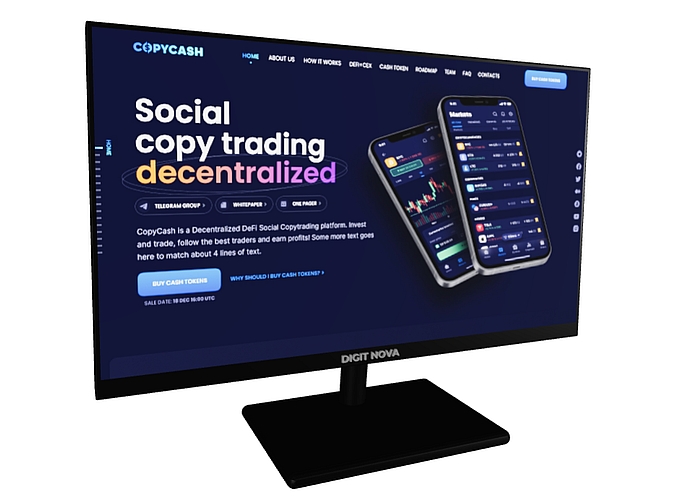 COPYCASH
HOME ABOUT US HOW IT WORKS DEFI+CEX CASH TOKEN ROADMAP TEAM FAQ CONTACTS
BUY CASH TOKENS
Social
copy trading
decentralized
HOME
TELEGRAM GROUP WHITEPAPER ONE PAGER
CopyCash is a Decentralized DeFi Social Copytrading platform. Invest
and trade, follow the best traders and earn profits! Some more text goes
here to match about 4 lines of text.
BUY CASH TOKENS WHY SHOULD I BUY CASH TOKENS?
SALE DATE: 18 DEC 16:00 UTC
Markets
DIGIT NOVA